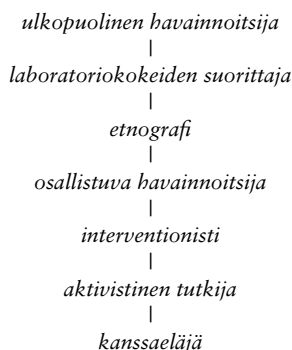 ulkopuolinen havainnoitsija
laboratoriokokeiden suorittaja
etnografi
osallistuva havainnoitsija
interventionisti
aktivistinen tutkija
kanssaeläjä